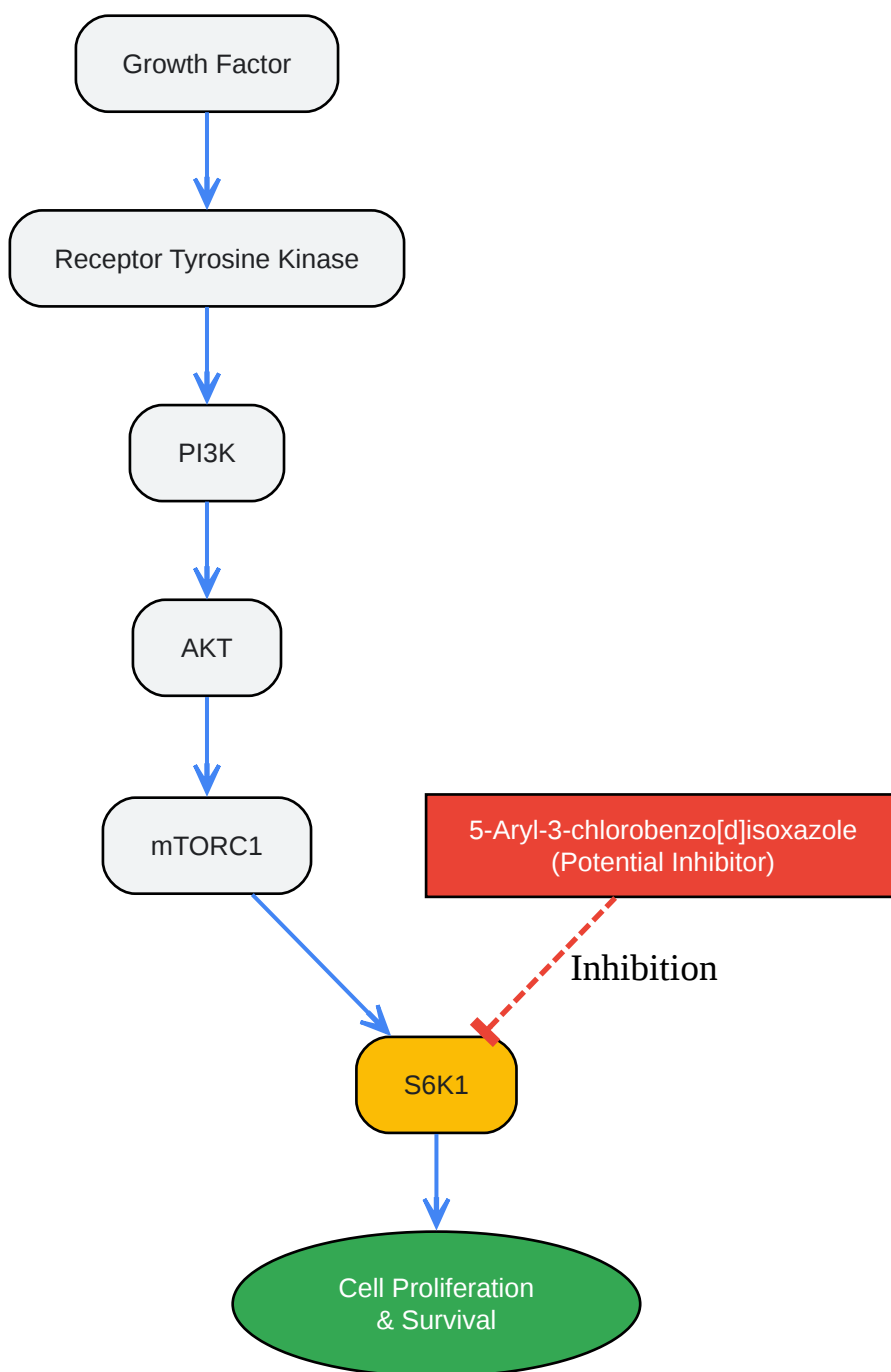 Growth Factor
Receptor Tyrosine Kinase
PI3K
AKT
mTORC1
5-Aryl-3-chlorobenzo[d]isoxazole
(Potential Inhibitor)
Inhibition
S6K1
Cell Proliferation
& Survival